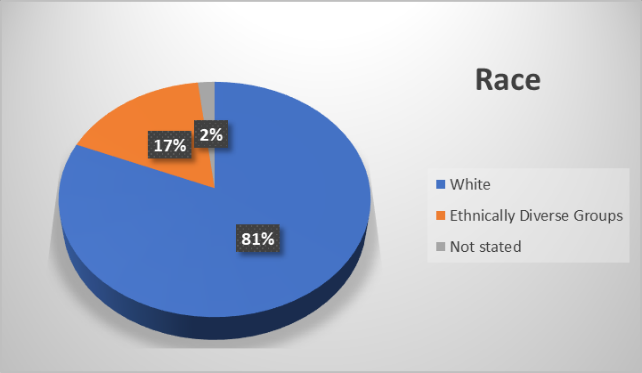 Race
17%
2%
81%
White
Ethnically Diverse Groups
Not stated